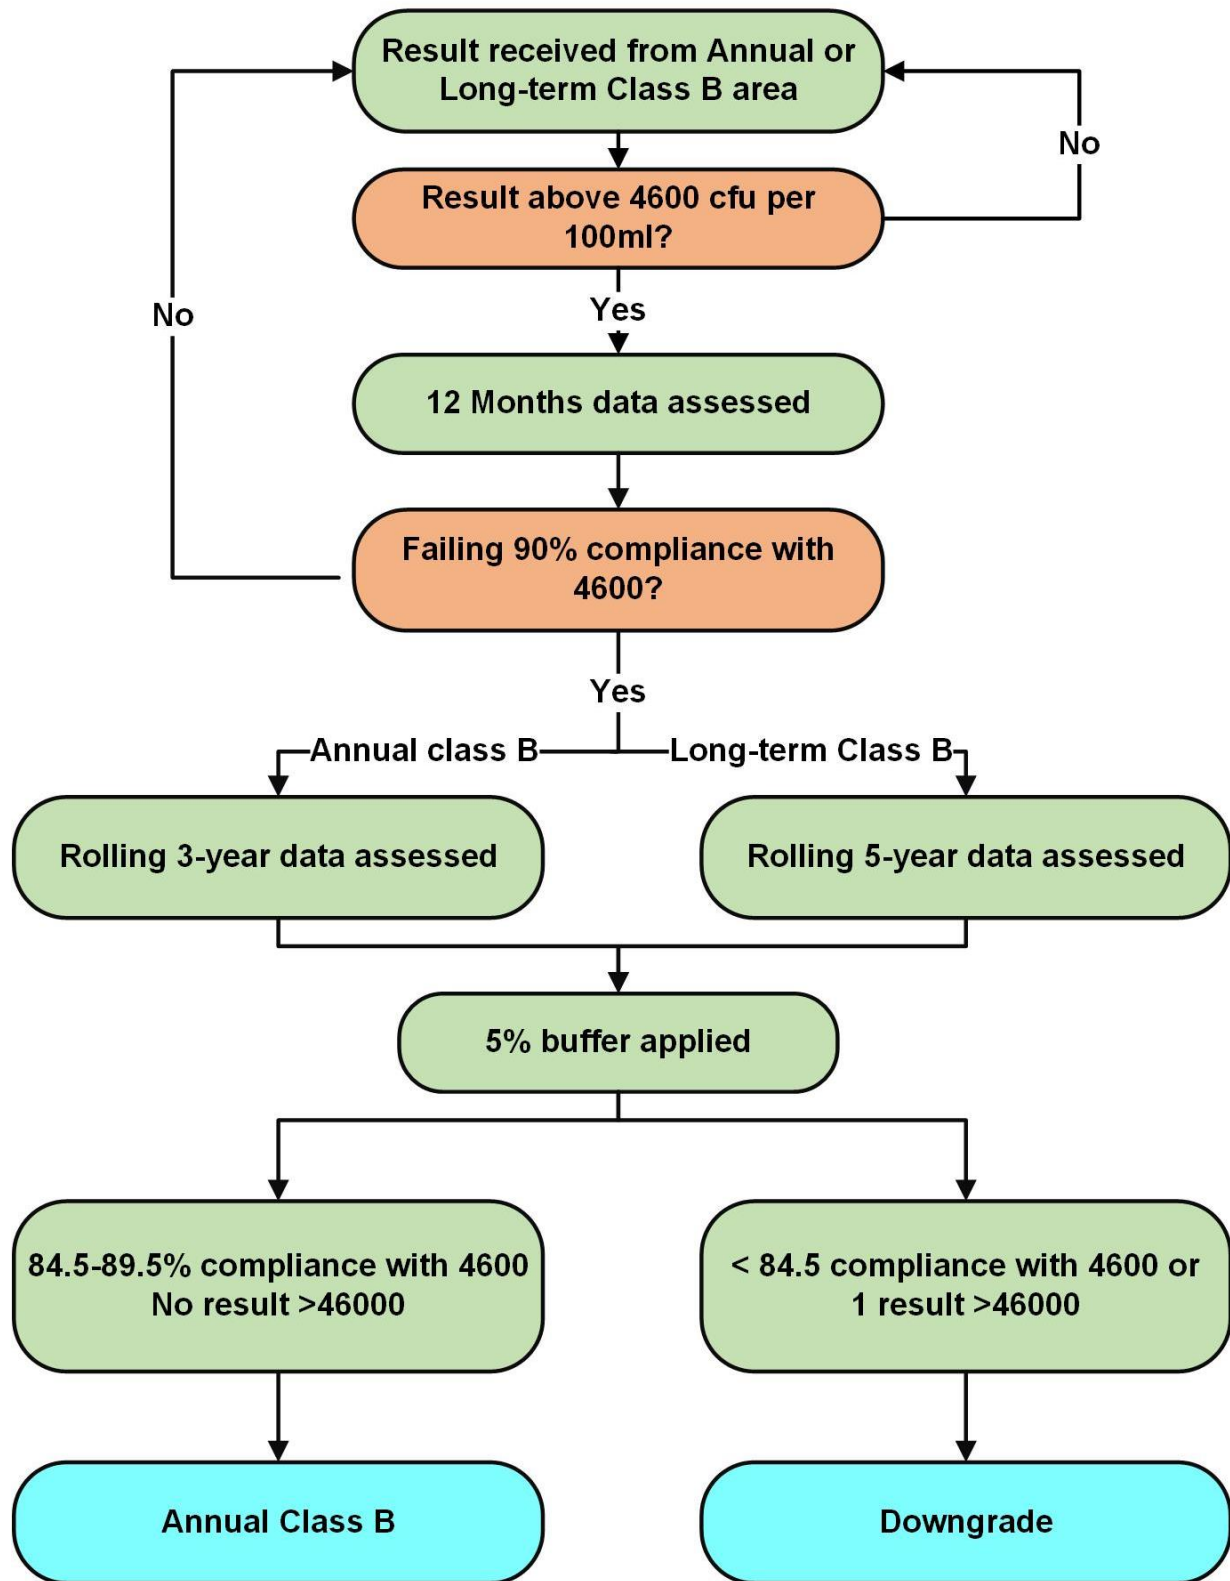 Result received from Annual or
Long-term Class B area
No
Result above 4600 cfu per
100ml?
No
Yes
12 Months data assessed
Failing 90% compliance with
4600?
Yes
Annual class B
Long-term Class B
Rolling 3-year data assessed
Rolling 5-year data assessed
5% buffer applied
84.5-89.5% compliance with 4600
No result >46000
< 84.5 compliance with 4600 or
1 result >46000
Annual Class B
Downgrade